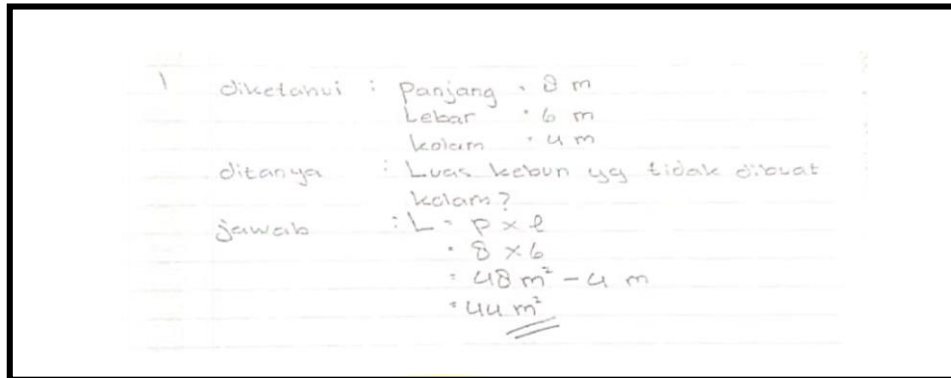 1 diketahui : panjang = 8 m
Lebar = 6 m
kolam = 4 m
ditanya : Luas kebun yg tidak dibuat
kolam?
jawab : L = p x l
= 8 x 6
= 48 m² - 4 m
= 44 m²